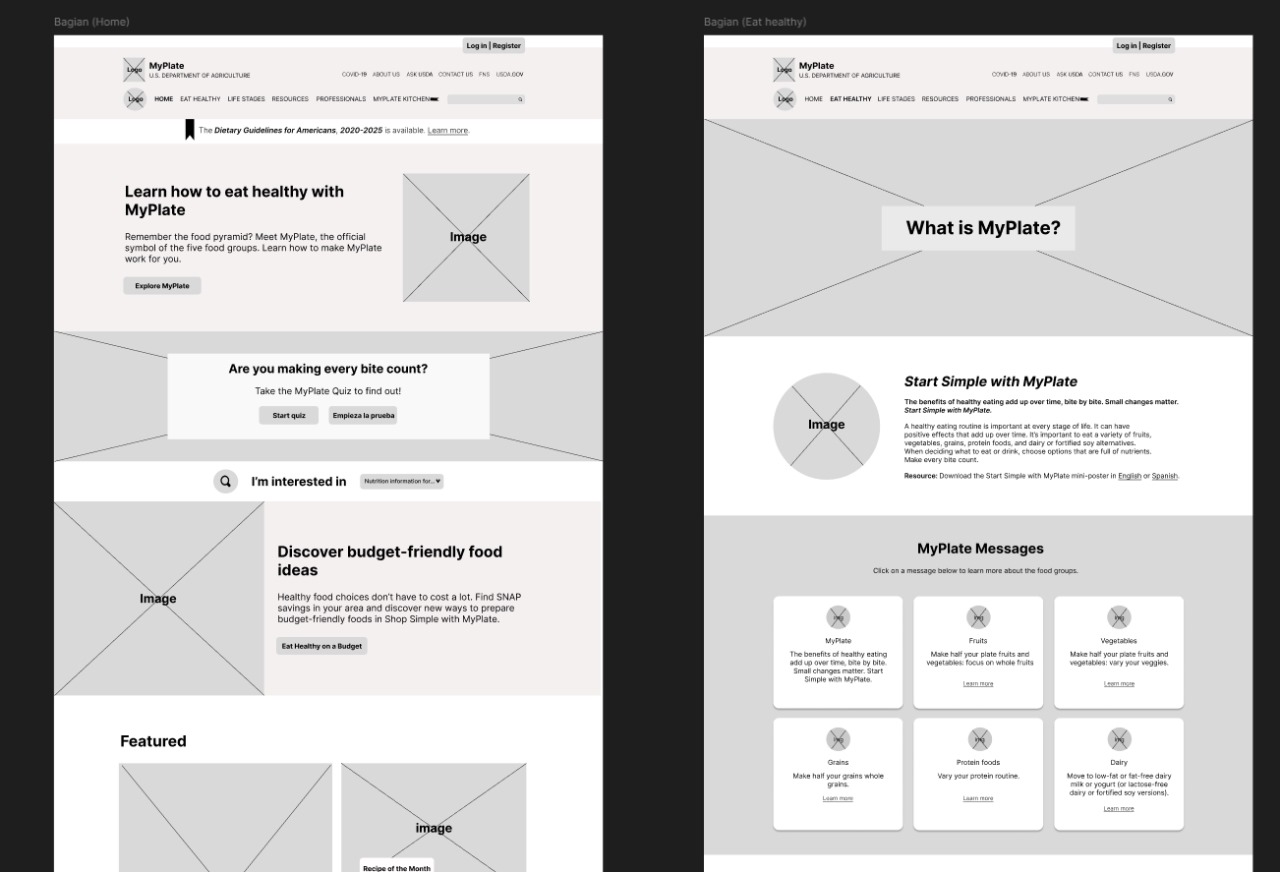 Bagian (Home)
Log in | Register
Logo
MyPlate
U.S. DEPARTMENT OF AGRICULTURE
COVID-19 ABOUT US ASK USDA CONTACT US FNS USDA.GOV
Logo
HOME EAT HEALTHY LIFE STAGES RESOURCES PROFESSIONALS MYPLATE KITCHEN
The Dietary Guidelines for Americans, 2020-2025 is available. Learn more.
Learn how to eat healthy with
MyPlate
Remember the food pyramid? Meet MyPlate, the official
symbol of the five food groups. Learn how to make MyPlate
work for you.
Explore MyPlate
Image
Are you making every bite count?
Take the MyPlate Quiz to find out!
Start quiz Empieza la prueba
I'm interested in Nutrition information for...
Image
Discover budget-friendly food
ideas
Healthy food choices don't have to cost a lot. Find SNAP
savings in your area and discover new ways to prepare
budget-friendly foods in Shop Simple with MyPlate.
Eat Healthy on a Budget
Featured
image
Recipe of the Month
Bagian (Eat healthy)
Log in | Register
Logo
MyPlate
U.S. DEPARTMENT OF AGRICULTURE
COVID-19 ABOUT US ASK USDA CONTACT US FNS USDA.GOV
Logo
HOME EAT HEALTHY LIFE STAGES RESOURCES PROFESSIONALS MYPLATE KITCHEN
What is MyPlate?
Image
Start Simple with MyPlate
The benefits of healthy eating add up over time, bite by bite. Small changes matter.
Start Simple with MyPlate.
A healthy eating routine is important at every stage of life. It can have
positive effects that add up over time. It's important to eat a variety of fruits,
vegetables, grains, protein foods, and dairy or fortified soy alternatives.
When deciding what to eat or drink, choose options that are full of nutrients.
Make every bite count.
Resource: Download the Start Simple with MyPlate mini-poster in English or Spanish.
MyPlate Messages
Click on a message below to learn more about the food groups.
Img
MyPlate
The benefits of healthy eating
add up over time, bite by bite.
Small changes matter. Start
Simple with MyPlate.
Img
Fruits
Make half your plate fruits and
vegetables: focus on whole fruits
Learn more
Img
Vegetables
Make half your plate fruits and
vegetables: vary your veggies.
Learn more
Img
Grains
Make half your grains whole
grains.
Learn more
Img
Protein foods
Vary your protein routine.
Learn more
Img
Dairy
Move to low-fat or fat-free dairy
milk or yogurt (or lactose-free
dairy or fortified soy versions).
Learn more